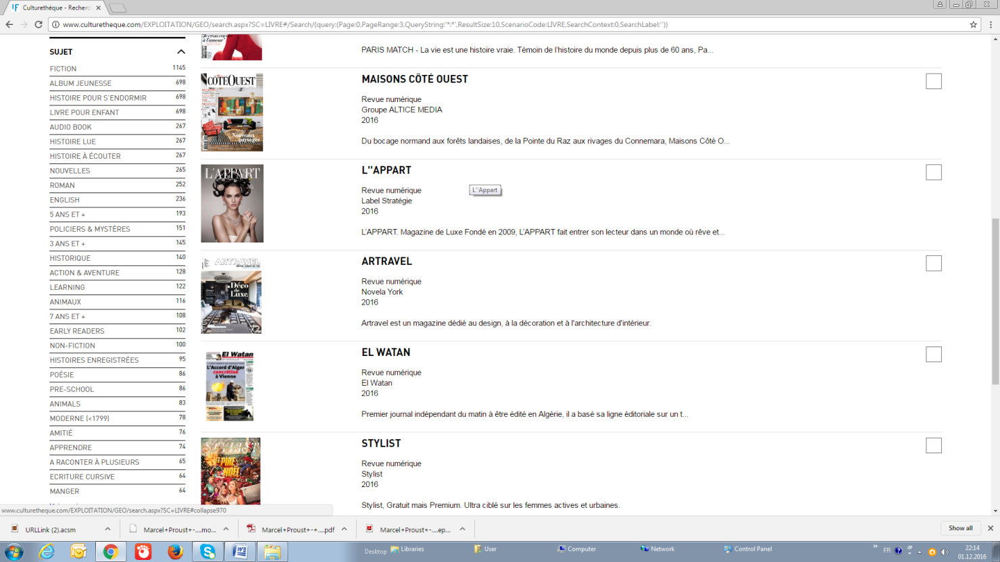 Culturethèque - Recherc
www.culturetheque.com/EXPLOITATION/GEO/search.aspx?SC=LIVRE#/Search/(query:(Page:0,PageRange:3,QueryString:'*:*',ResultSize:10,ScenarioCode:LIVRE,SearchContext:0,SearchLabel:''))
SUJET
FICTION 1145
ALBUM JEUNESSE 698
HISTOIRE POUR S'ENDORMIR 698
LIVRE POUR ENFANT 698
AUDIO BOOK 267
HISTOIRE LUE 267
HISTOIRE À ÉCOUTER 267
NOUVELLES 265
ROMAN 252
ENGLISH 236
5 ANS ET + 193
POLICIERS & MYSTÈRES 151
3 ANS ET + 145
HISTORIQUE 140
ACTION & AVENTURE 128
LEARNING 122
ANIMAUX 116
7 ANS ET + 108
EARLY READERS 102
NON-FICTION 100
HISTOIRES ENREGISTRÉES 95
POÉSIE 86
PRE-SCHOOL 86
ANIMALS 83
MODERNE (<1799) 78
AMITIÉ 76
APPRENDRE 74
A RACONTER À PLUSIEURS 65
ECRITURE CURSIVE 64
MANGER 64
www.culturetheque.com/EXPLOITATION/GEO/search.aspx?SC=LIVRE#collapse970
à l'amour"
PARIS MATCH - La vie est une histoire vraie. Témoin de l'histoire du monde depuis plus de 60 ans, Pa...
CÔTÉ OUEST
Nouveaux
paysages
MAISONS CÔTÉ OUEST
Revue numérique
Groupe ALTICE MEDIA
2016
Du bocage normand aux forêts landaises, de la Pointe du Raz aux rivages du Connemara, Maisons Côté O...
L'APPART
L''APPART
Revue numérique
Label Stratégie
2016
L''Appart
L'APPART. Magazine de Luxe Fondé en 2009, L'APPART fait entrer son lecteur dans un monde où rêve et...
ARTRAVEL
Déco
de
Luxe
ARTRAVEL
Revue numérique
Novela York
2016
Artravel est un magazine dédié au design, à la décoration et à l'architecture d'intérieur.
El Watan
L'Accord d'Alger
concrétisé
à Vienne
EL WATAN
Revue numérique
El Watan
2016
Premier journal indépendant du matin à être édité en Algérie, il a basé sa ligne éditoriale sur un t...
STYLIST
PÈRE
NOËL
STYLIST
Revue numérique
Stylist
2016
Stylist, Gratuit mais Premium. Ultra ciblé sur les femmes actives et urbaines.
URLLink (2).acsm
Marcel+Proust+-....mo...
Marcel+Proust+-+....pdf
Marcel+Proust+-....ep...
Show all
Desktop
Libraries
User
Computer
Network
Control Panel
FR
22:14
01.12.2016